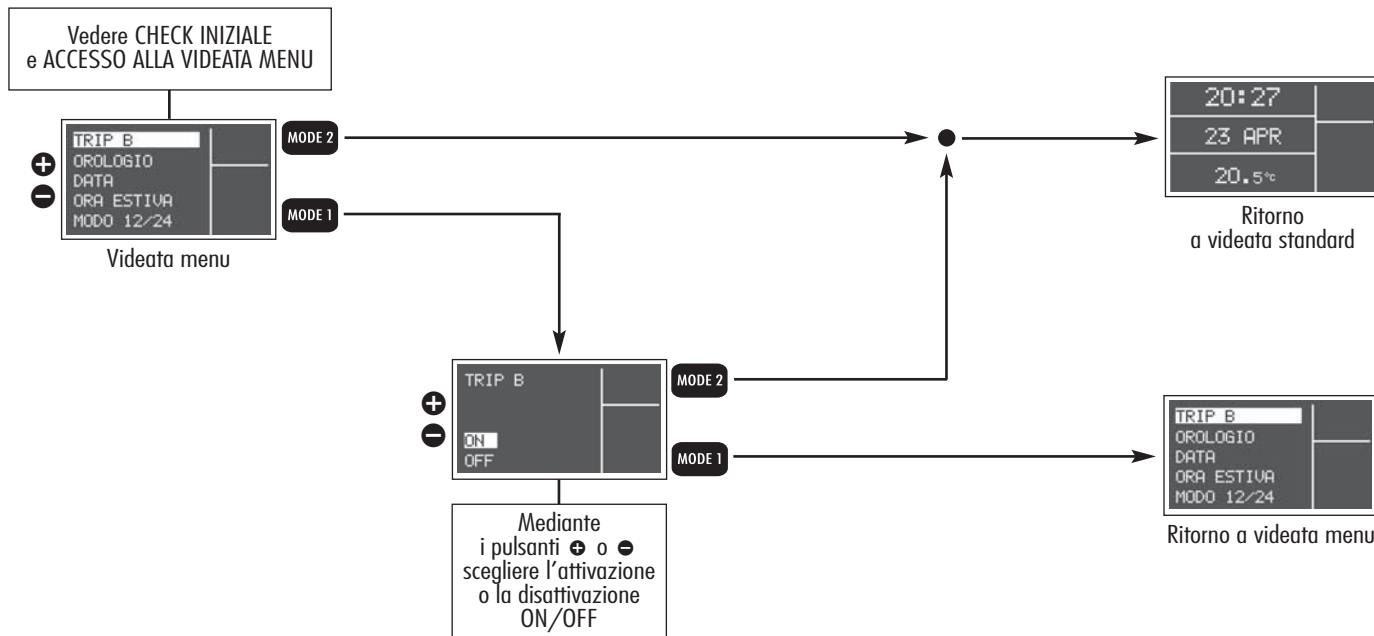 Vedere CHECK INIZIALE
e ACCESSO ALLA VIDEATA MENU
TRIP B
OROLOGIO
DATA
ORA ESTIVA
MODO 12/24
MODE 2
MODE 1
Videata menu
20:27
23 APR
20.5°c
Ritorno
a videata standard
TRIP B
ON
OFF
MODE 2
MODE 1
Mediante
i pulsanti + o -
scegliere l'attivazione
o la disattivazione
ON/OFF
TRIP B
OROLOGIO
DATA
ORA ESTIVA
MODO 12/24
Ritorno a videata menu